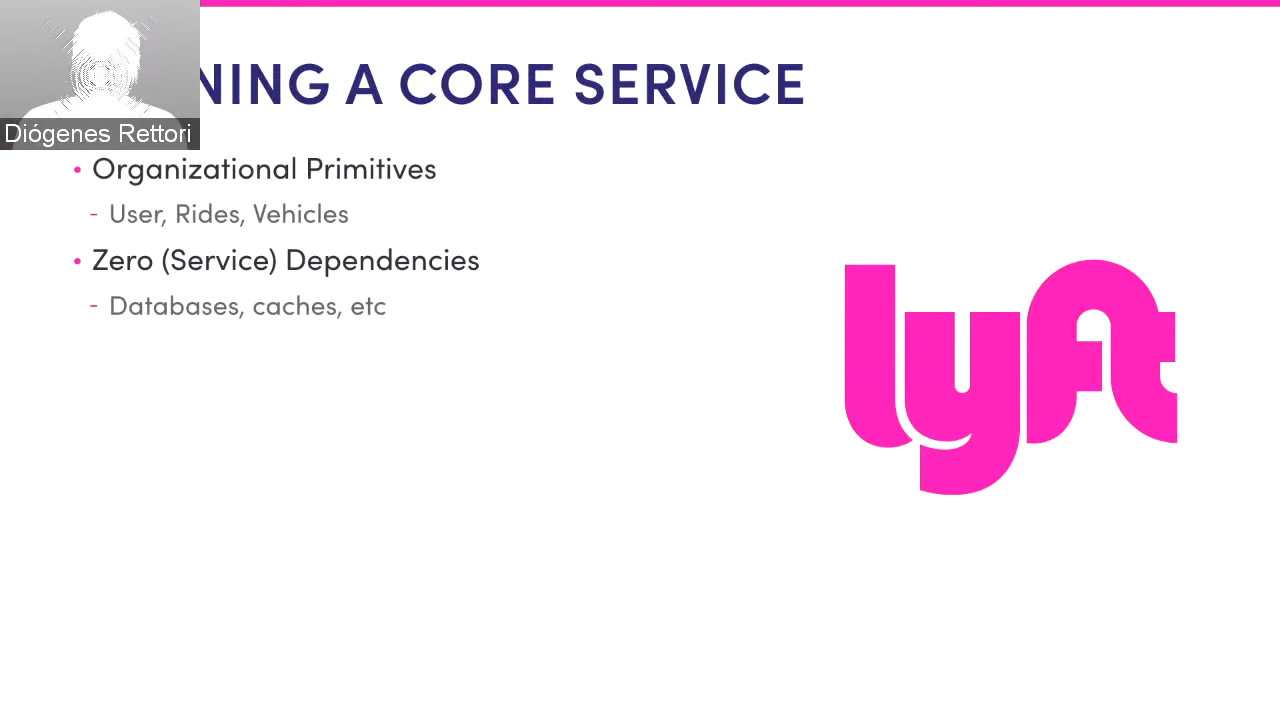 NING A CORE SERVICE
Diógenes Rettori
• Organizational Primitives
- User, Rides, Vehicles
• Zero (Service) Dependencies
- Databases, caches, etc
lyft